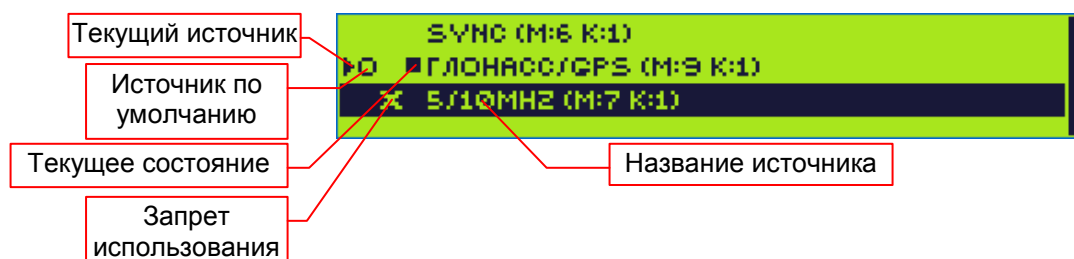 Текущий источник
Источник по
умолчанию
Текущее состояние
Запрет
использования
SYNC (M:6 K:1)
ГЛОНАСС/GPS (M:9 K:1)
5/10MHZ (M:7 K:1)
Название источника